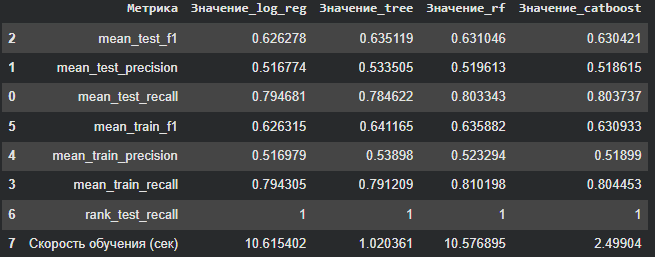 Метрика Значение_log_reg Значение_tree Значение_rf Значение_catboost
2 mean_test_f1 0.626278 0.635119 0.631046 0.630421
1 mean_test_precision 0.516774 0.533505 0.519613 0.518615
0 mean_test_recall 0.794681 0.784622 0.803343 0.803737
5 mean_train_f1 0.626315 0.641165 0.635882 0.630933
4 mean_train_precision 0.516979 0.53898 0.523294 0.51899
3 mean_train_recall 0.794305 0.791209 0.810198 0.804453
6 rank_test_recall 1 1 1 1
7 Скорость обучения (сек) 10.615402 1.020361 10.576895 2.49904